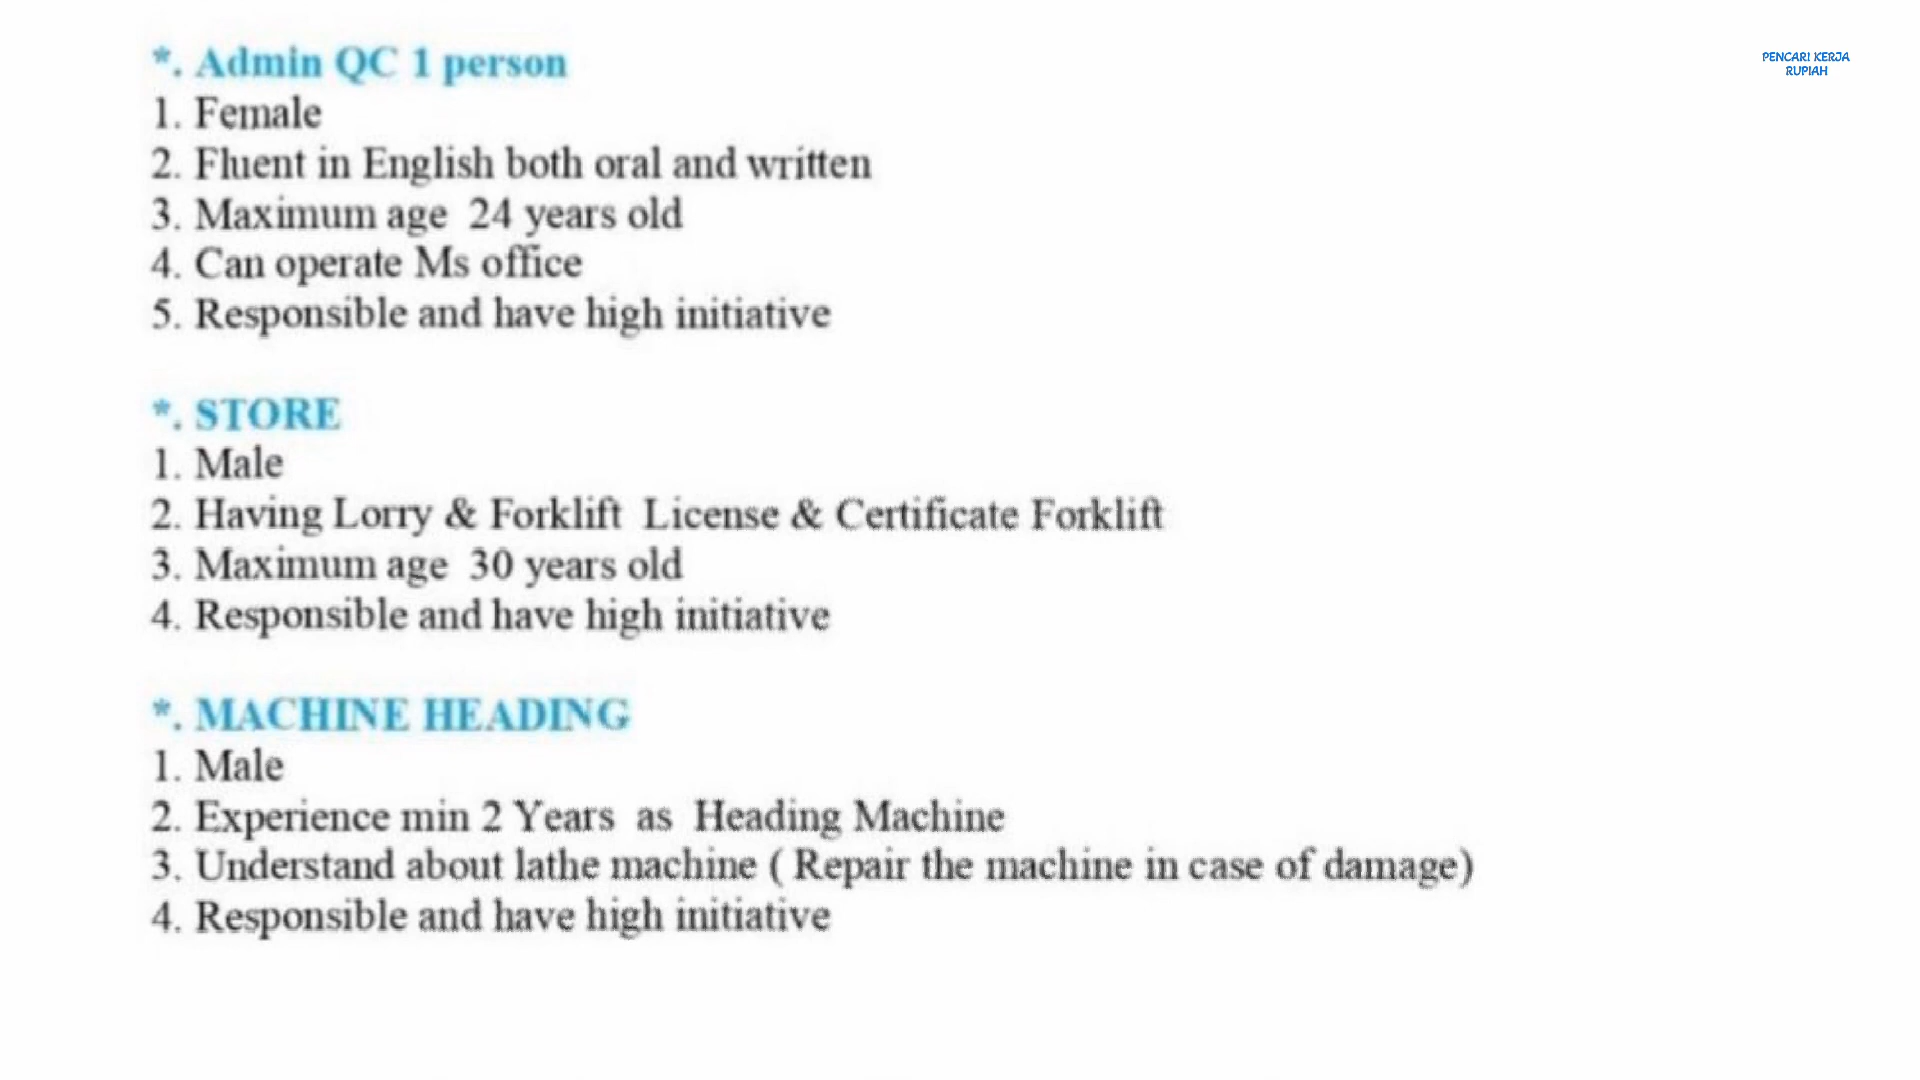 *. Admin QC 1 person
1. Female
2. Fluent in English both oral and written
3. Maximum age 24 years old
4. Can operate Ms office
5. Responsible and have high initiative
*. STORE
1. Male
2. Having Lorry & Forklift License & Certificate Forklift
3. Maximum age 30 years old
4. Responsible and have high initiative
*. MACHINE HEADING
1. Male
2. Experience min 2 Years as Heading Machine
3. Understand about lathe machine ( Repair the machine in case of damage)
4. Responsible and have high initiative
PENCARI KERJA
RUPIAH